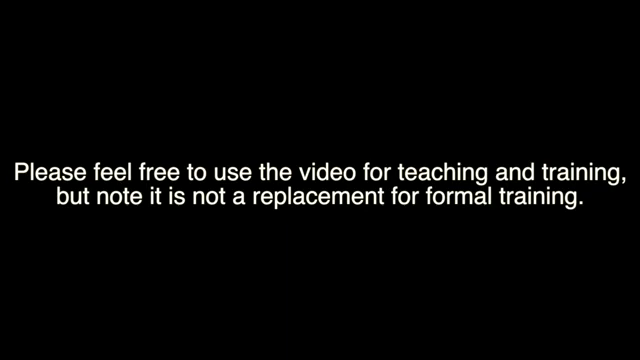 Please feel free to use the video for teaching and training,
but note it is not a replacement for formal training.